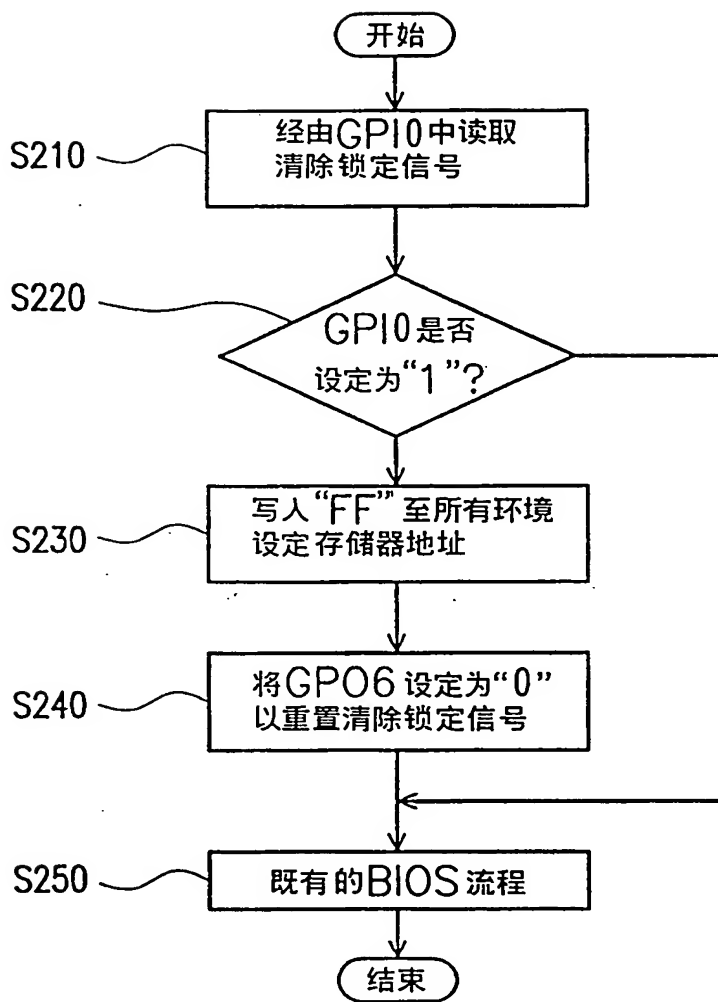 开始
S210
经由GPI0中读取
清除锁定信号
S220
GPI0是否
设定为“1”?
S230
写入“FF”至所有环境
设定存储器地址
S240
将GPO6设定为“0”
以重置清除锁定信号
S250
既有的BIOS流程
结束